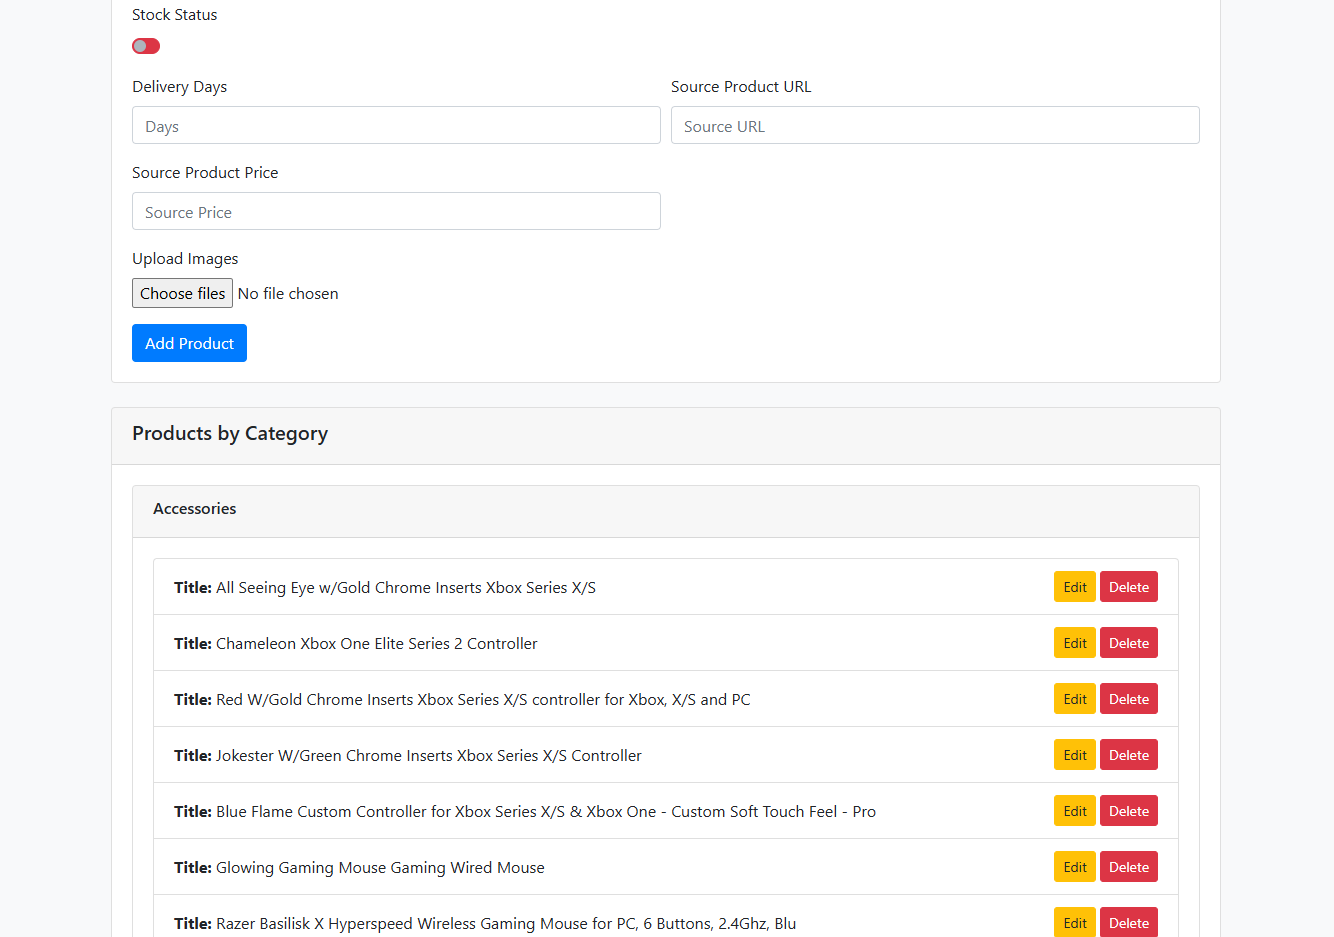 Stock Status
Delivery Days
Source Product URL
Days
Source URL
Source Product Price
Source Price
Upload Images
Choose files No file chosen
Add Product
Products by Category
Accessories
Title: All Seeing Eye w/Gold Chrome Inserts Xbox Series X/S Edit Delete
Title: Chameleon Xbox One Elite Series 2 Controller Edit Delete
Title: Red W/Gold Chrome Inserts Xbox Series X/S controller for Xbox, X/S and PC Edit Delete
Title: Jokester W/Green Chrome Inserts Xbox Series X/S Controller Edit Delete
Title: Blue Flame Custom Controller for Xbox Series X/S & Xbox One - Custom Soft Touch Feel - Pro Edit Delete
Title: Glowing Gaming Mouse Gaming Wired Mouse Edit Delete
Title: Razer Basilisk X Hyperspeed Wireless Gaming Mouse for PC, 6 Buttons, 2.4Ghz, Blu Edit Delete